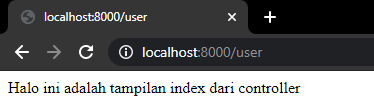 localhost:8000/user
localhost:8000/user
Halo ini adalah tampilan index dari controller